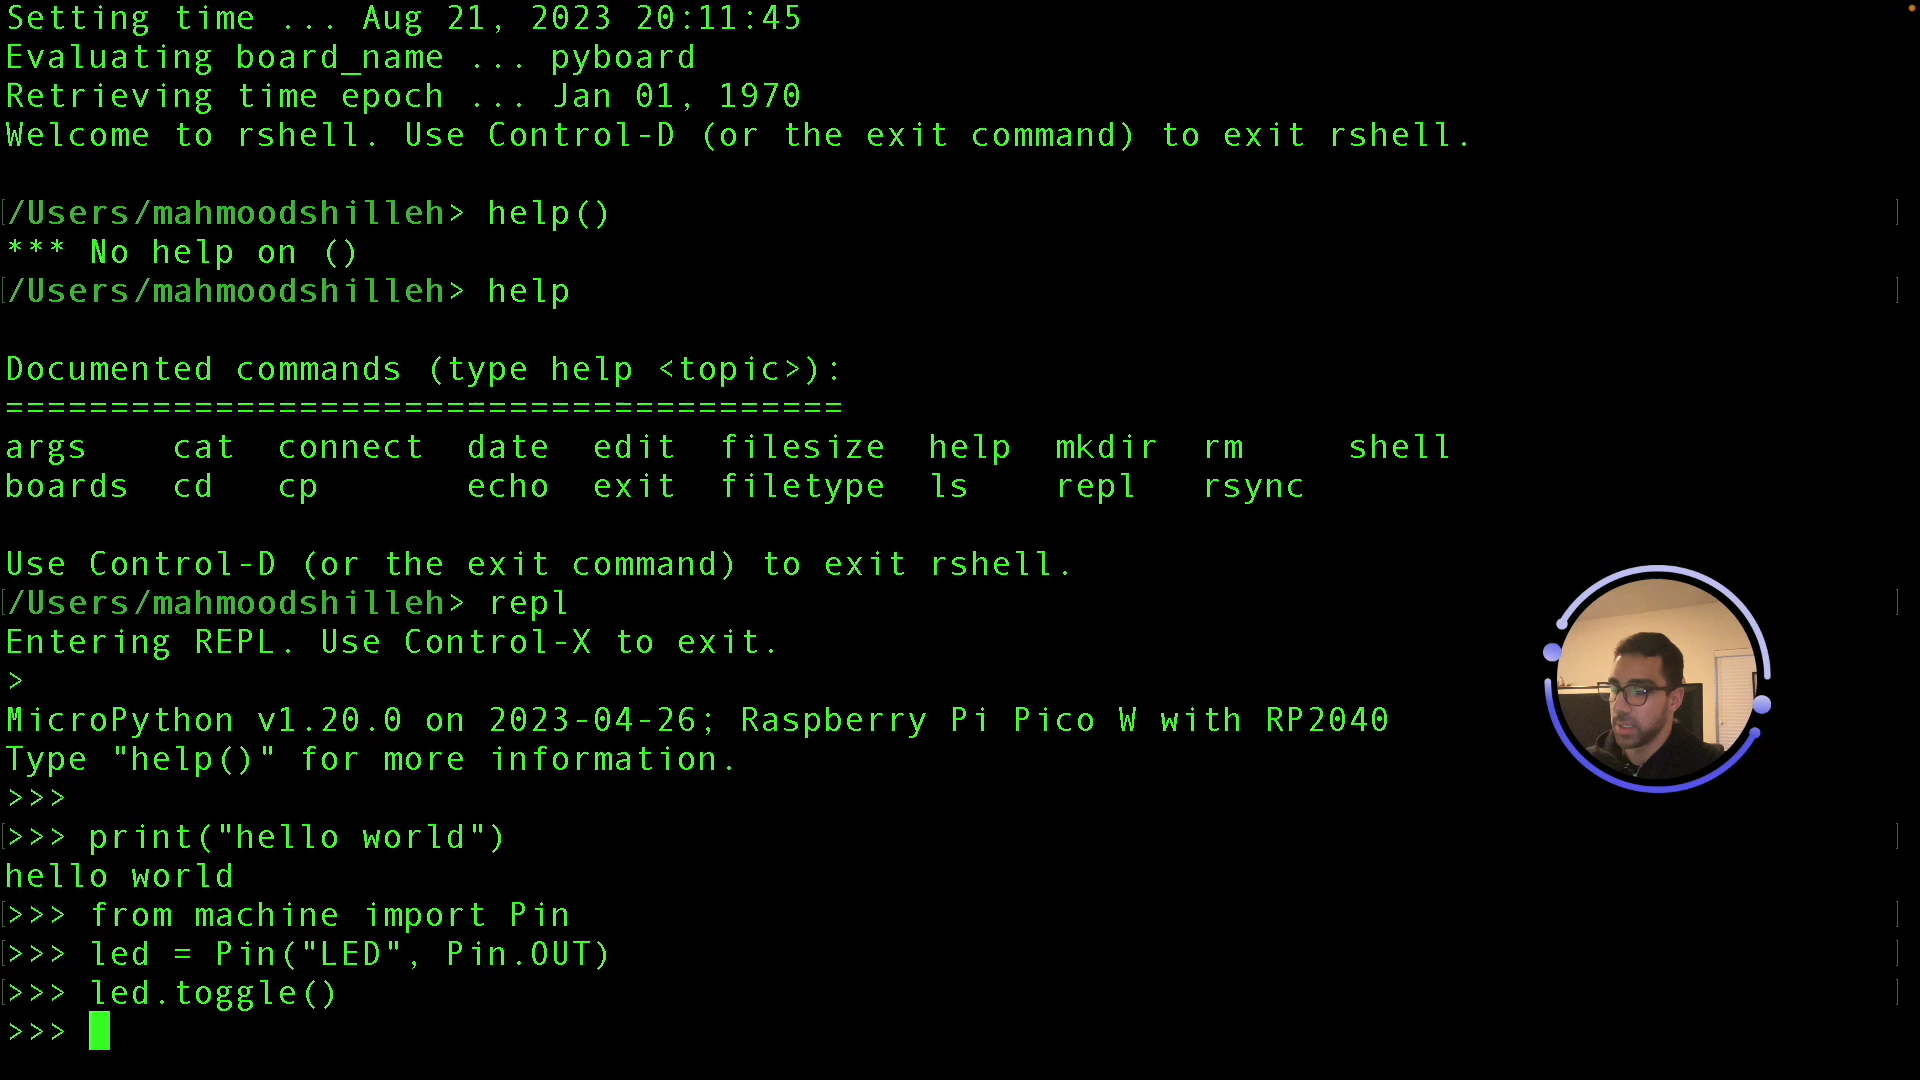 Setting time ... Aug 21, 2023 20:11:45
Evaluating board_name ... pyboard
Retrieving time epoch ... Jan 01, 1970
Welcome to rshell. Use Control-D (or the exit command) to exit rshell.
[/Users/mahmoodshilleh> help() ]
*** No help on ()
[/Users/mahmoodshilleh> help ]
Documented commands (type help <topic>):
========================================
args cat connect date edit filesize help mkdir rm shell
boards cd cp echo exit filetype ls repl rsync
Use Control-D (or the exit command) to exit rshell.
[/Users/mahmoodshilleh> repl ]
Entering REPL. Use Control-X to exit.
>
MicroPython v1.20.0 on 2023-04-26; Raspberry Pi Pico W with RP2040
Type "help()" for more information.
>>>
[>>> print("hello world") ]
hello world
[>>> from machine import Pin ]
[>>> led = Pin("LED", Pin.OUT) ]
[>>> led.toggle() ]
>>>